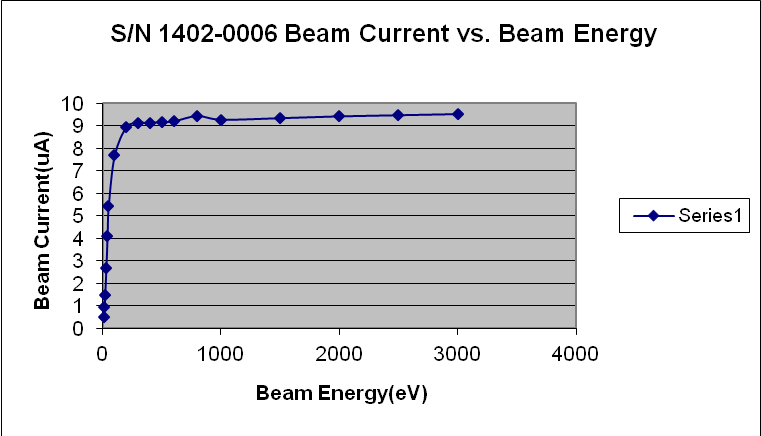 S/N 1402-0006 Beam Current vs. Beam Energy
10
9
8
7
6
5
4
3
2
1
0
Beam Current(uA)
0 1000 2000 3000 4000
Beam Energy(eV)
Series1